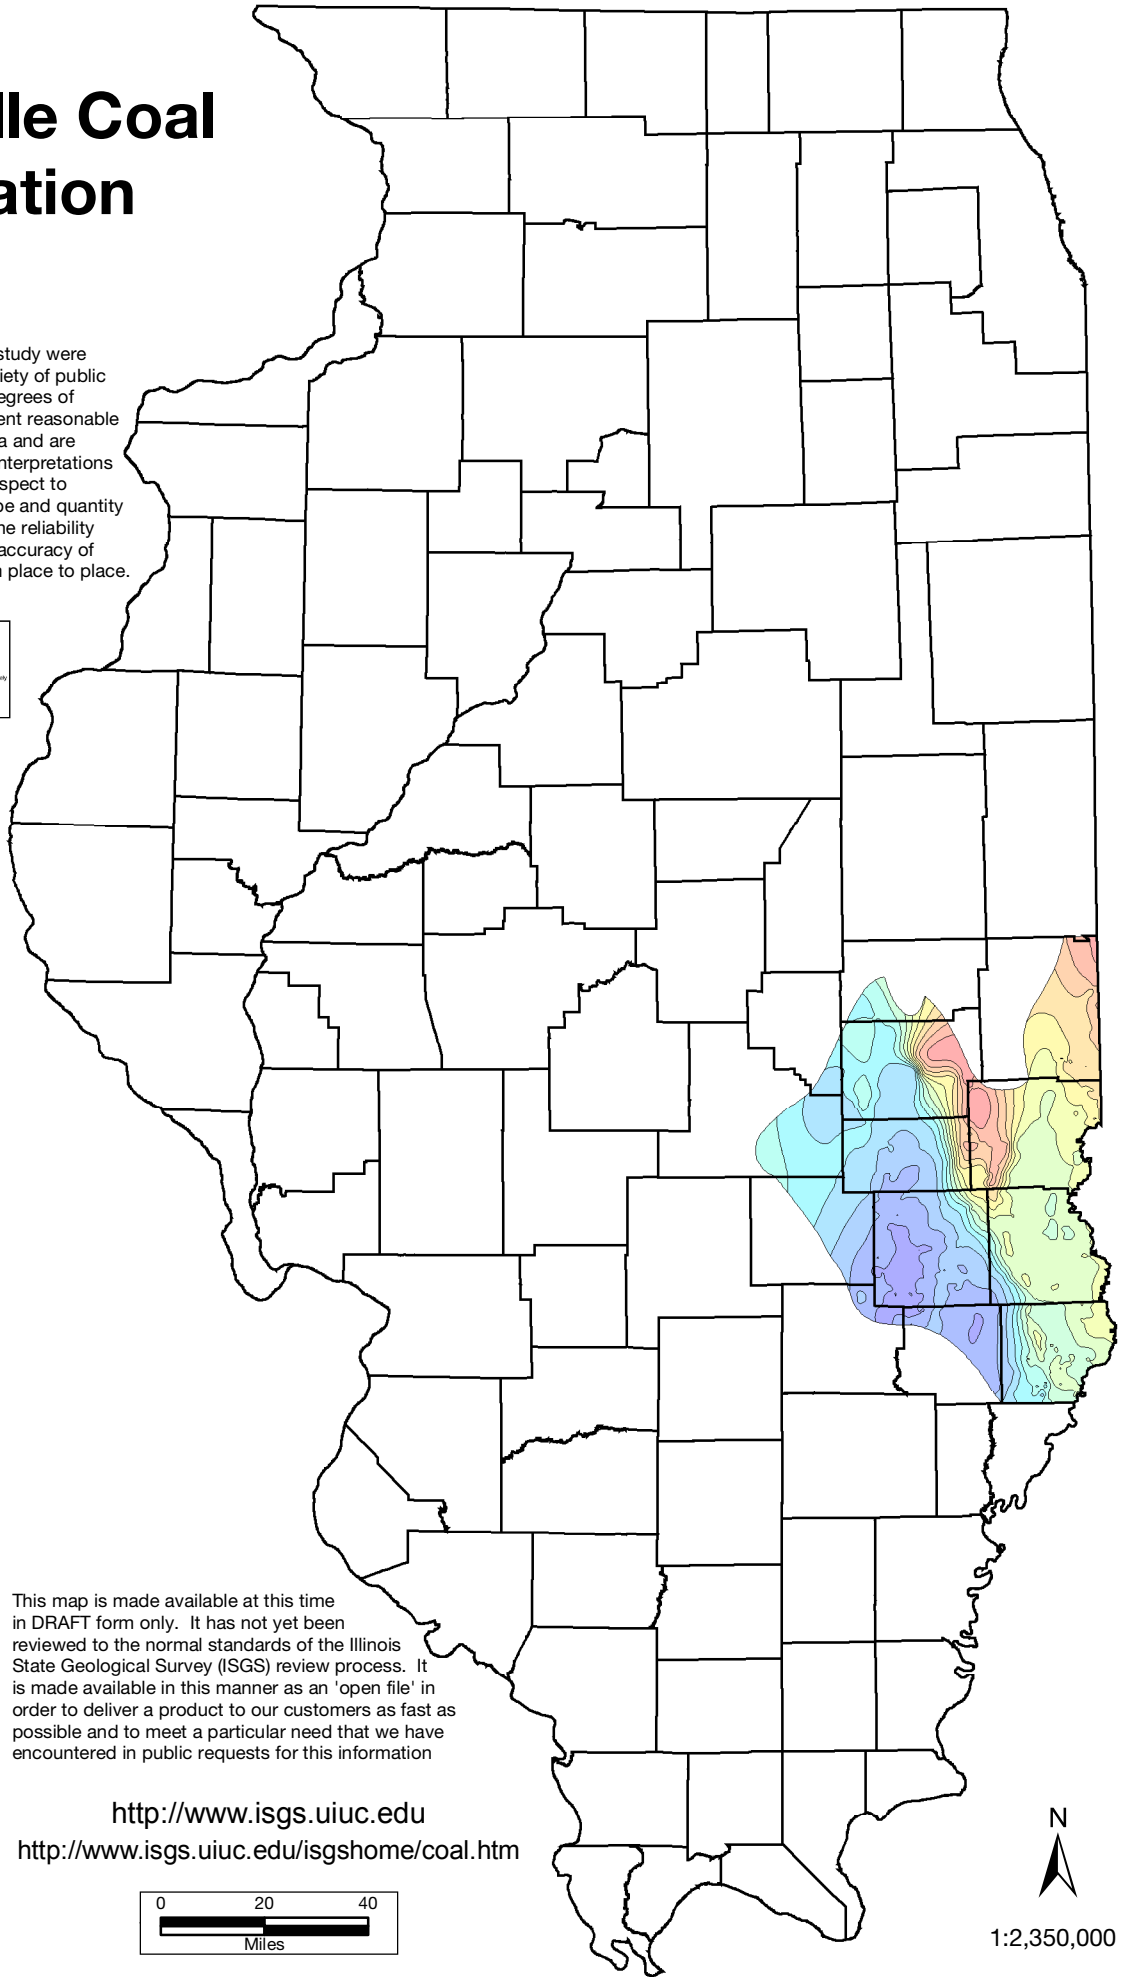 lle Coal
ation
study were
iety of public
egrees of
ent reasonable
a and are
nterpretations
spect to
pe and quantity
ne reliability
accuracy of
n place to place.
This map is made available at this time
in DRAFT form only. It has not yet been
reviewed to the normal standards of the Illinois
State Geological Survey (ISGS) review process. It
is made available in this manner as an 'open file' in
order to deliver a product to our customers as fast as
possible and to meet a particular need that we have
encountered in public requests for this information
http://www.isgs.uiuc.edu
http://www.isgs.uiuc.edu/isgshome/coal.htm
0 20 40
Miles
N
1:2,350,000